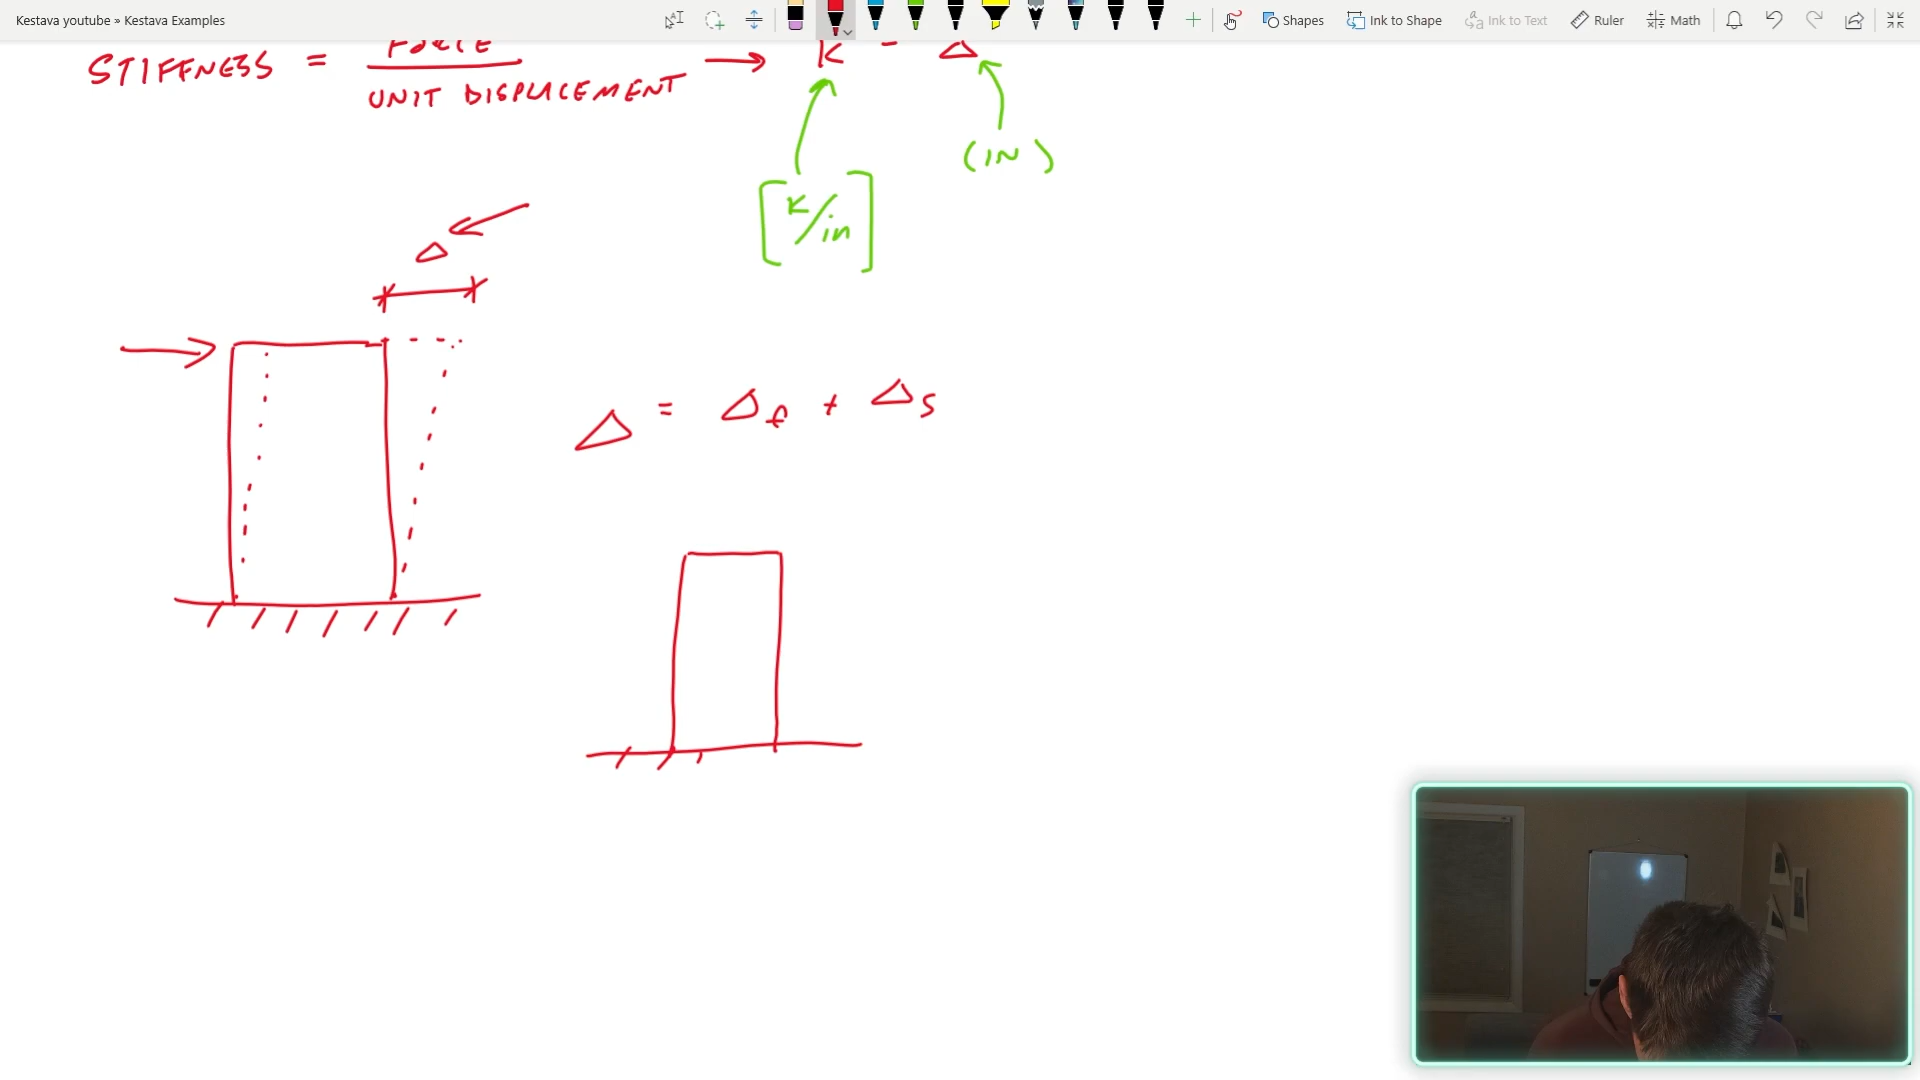 Kestava youtube » Kestava Examples
Shapes
Ink to Shape
Ink to Text
Ruler
Math
STIFFNESS = FORCE / UNIT DISPLACEMENT → K = Δ
(IN)
[K/in]
Δ
Δ = Δf + Δs